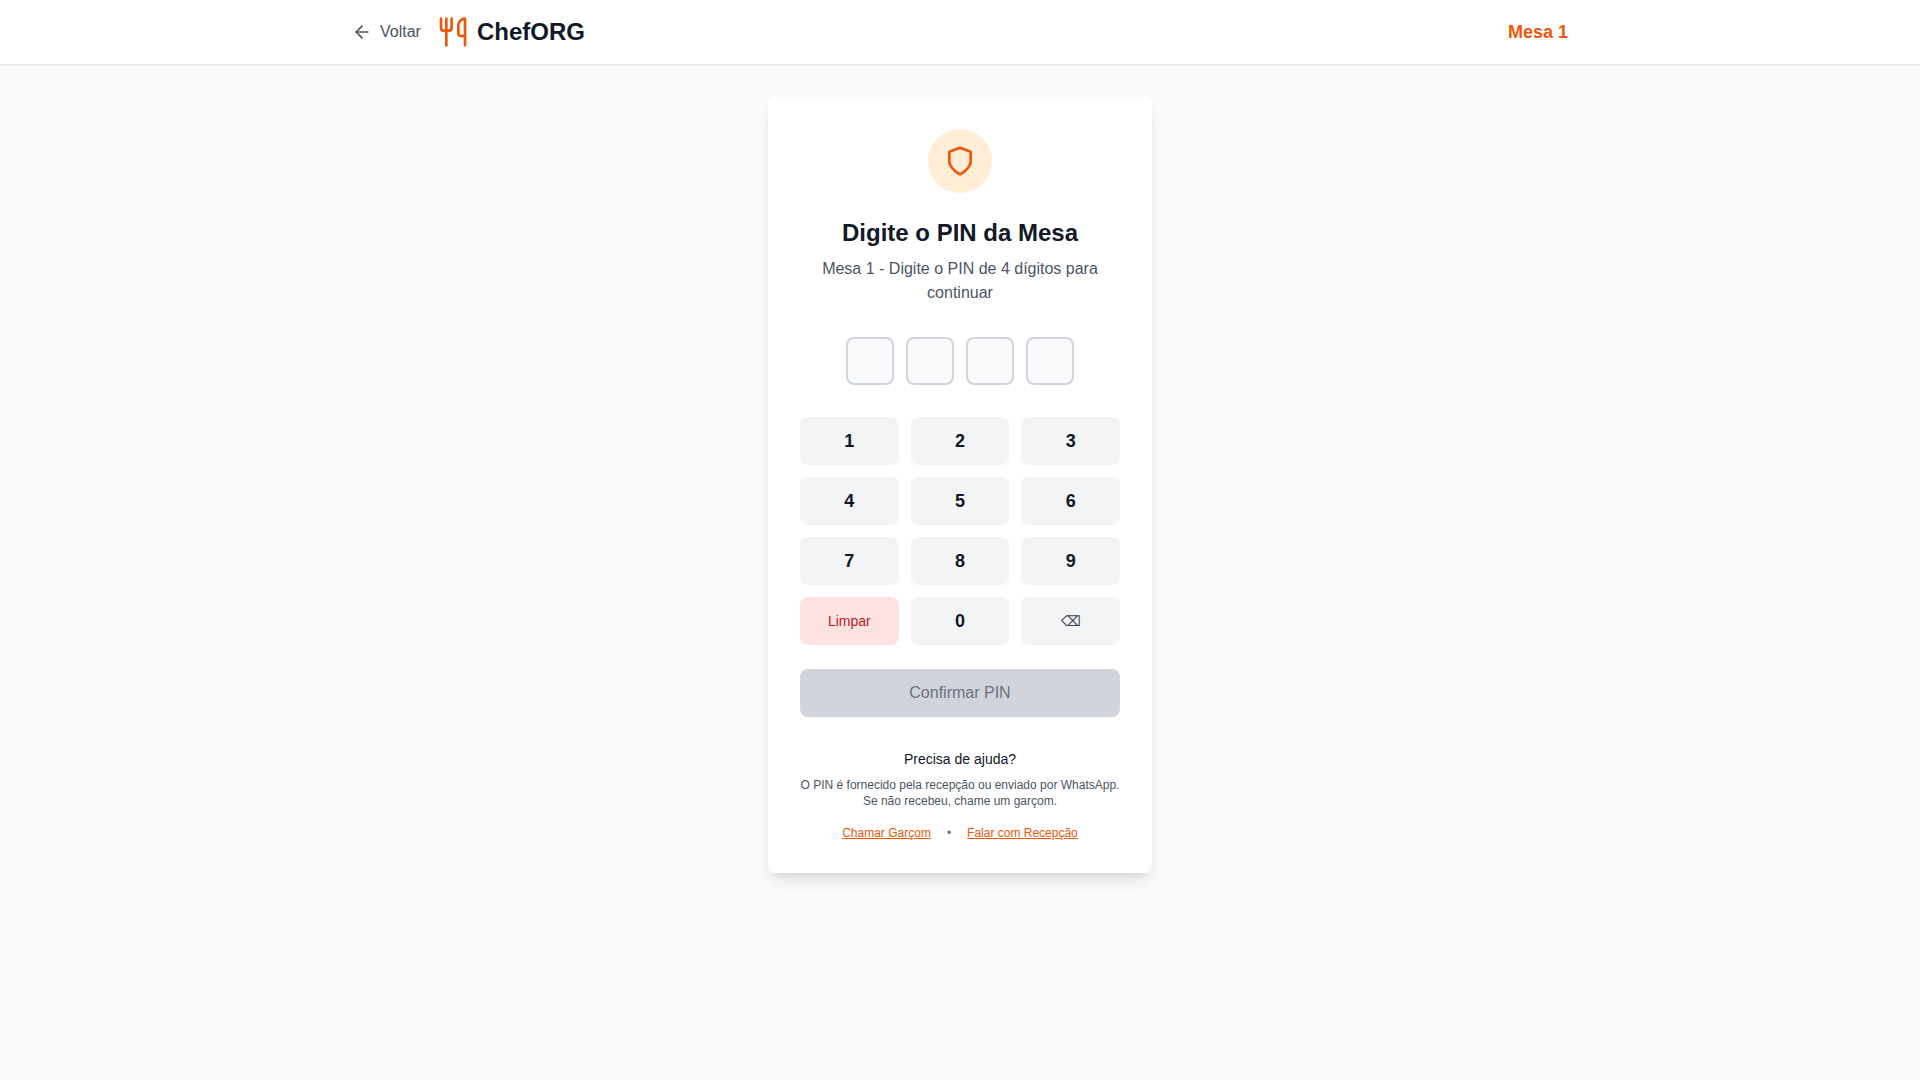 Voltar
ChefORG
Mesa 1
Digite o PIN da Mesa
Mesa 1 - Digite o PIN de 4 dígitos para
continuar
1 2 3
4 5 6
7 8 9
Limpar 0 ⌫
Confirmar PIN
Precisa de ajuda?
O PIN é fornecido pela recepção ou enviado por WhatsApp.
Se não recebeu, chame um garçom.
Chamar Garçom • Falar com Recepção